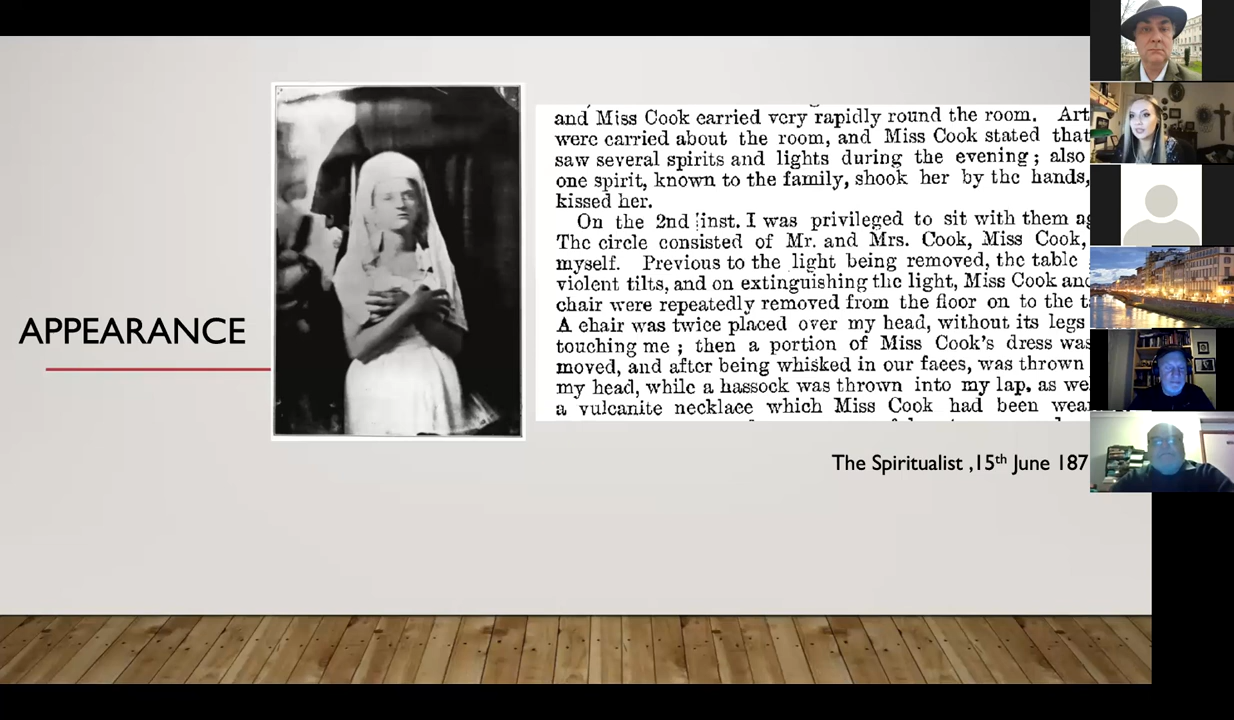 APPEARANCE
and Miss Cook carried very rapidly round the room. Art
were carried about the room, and Miss Cook stated that
saw several spirits and lights during the evening; also
one spirit, known to the family, shook her by the hands,
kissed her.
On the 2nd inst. I was privileged to sit with them ag
The circle consisted of Mr. and Mrs. Cook, Miss Cook,
myself. Previous to the light being removed, the table
violent tilts, and on extinguishing the light, Miss Cook and
chair were repeatedly removed from the floor on to the t
A chair was twice placed over my head, without its legs
touching me; then a portion of Miss Cook's dress was
moved, and after being whisked in our faces, was thrown
my head, while a hassock was thrown into my lap, as we
a vulcanite necklace which Miss Cook had been wea
The Spiritualist ,15th June 187